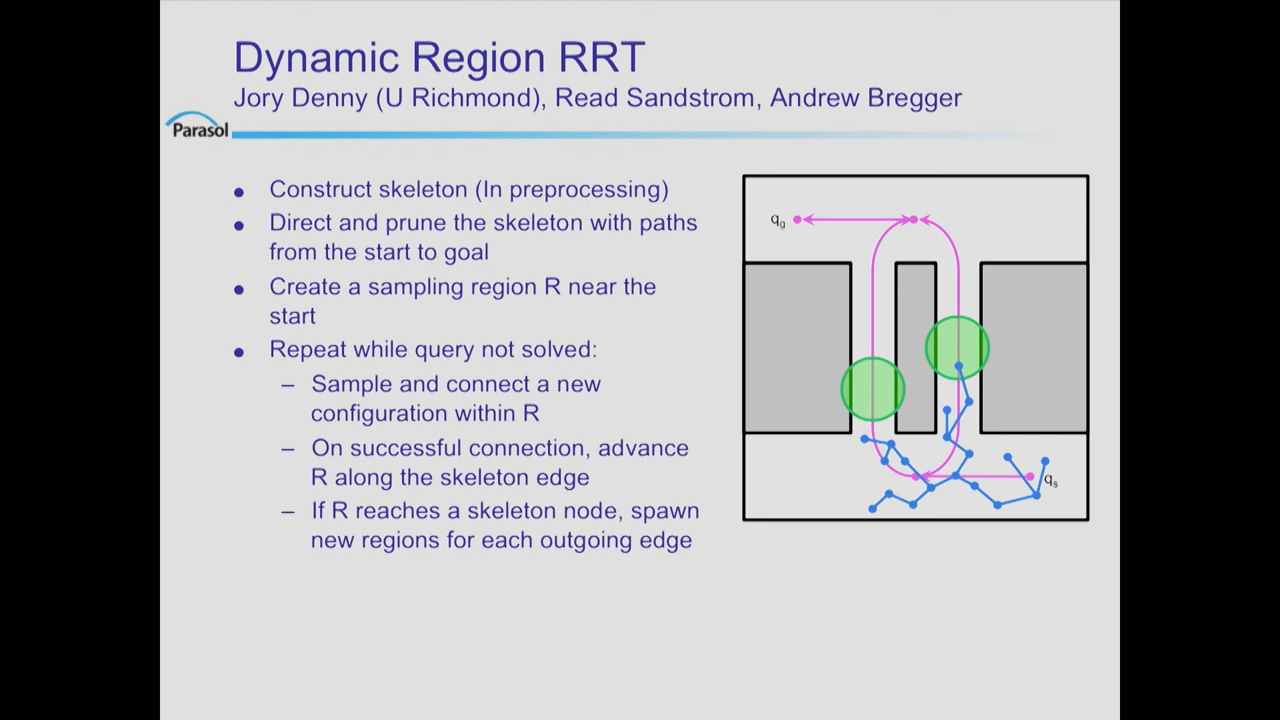 Dynamic Region RRT
Jory Denny (U Richmond), Read Sandstrom, Andrew Bregger
Parasol
● Construct skeleton (In preprocessing)
● Direct and prune the skeleton with paths
from the start to goal
● Create a sampling region R near the
start
● Repeat while query not solved:
– Sample and connect a new
configuration within R
– On successful connection, advance
R along the skeleton edge
– If R reaches a skeleton node, spawn
new regions for each outgoing edge
qg
qs